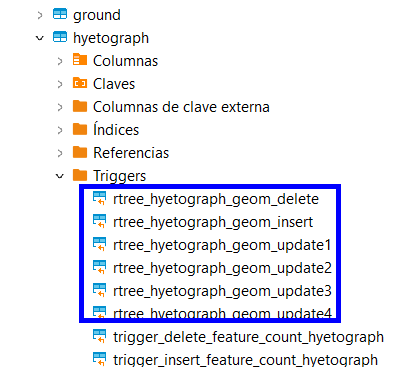 ground
hyetograph
Columnas
Claves
Columnas de clave externa
Índices
Referencias
Triggers
rtree_hyetograph_geom_delete
rtree_hyetograph_geom_insert
rtree_hyetograph_geom_update1
rtree_hyetograph_geom_update2
rtree_hyetograph_geom_update3
rtree_hyetograph_geom_update4
trigger_delete_feature_count_hyetograph
trigger_insert_feature_count_hyetograph